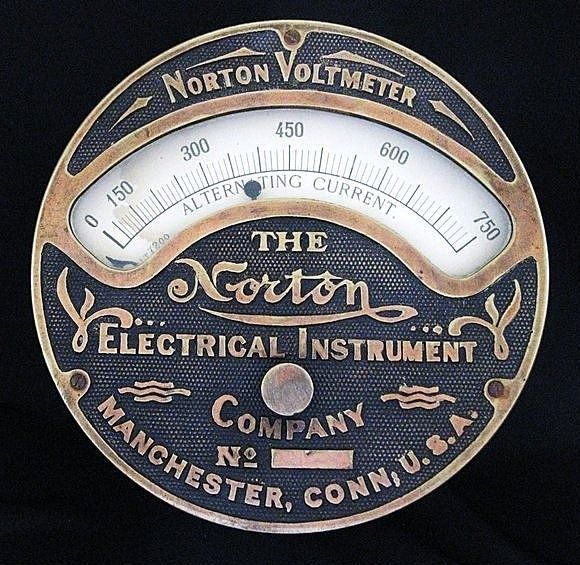 NORTON VOLTMETER
0 150 300 450 600 750
ALTERNATING CURRENT.
THE
Norton
ELECTRICAL INSTRUMENT
COMPANY
No
MANCHESTER, CONN, U.S.A.